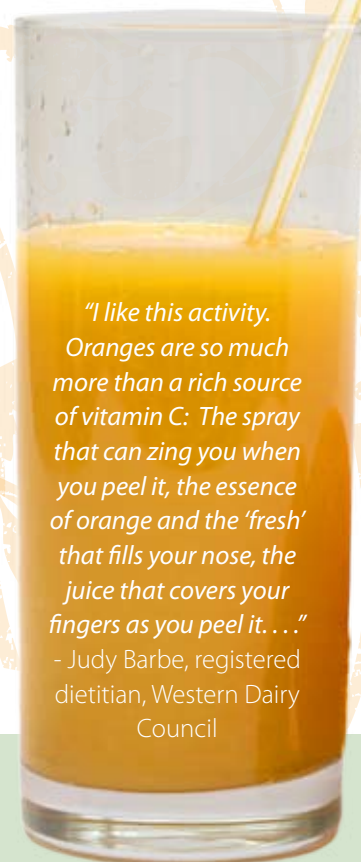 “I like this activity.
Oranges are so much
more than a rich source
of vitamin C:  The spray
that can zing you when
you peel it, the essence
of orange and the ‘fresh’
that fills your nose, the
juice that covers your
fingers as you peel it. . . .”
- Judy Barbe, registered
dietitian, Western Dairy
Council